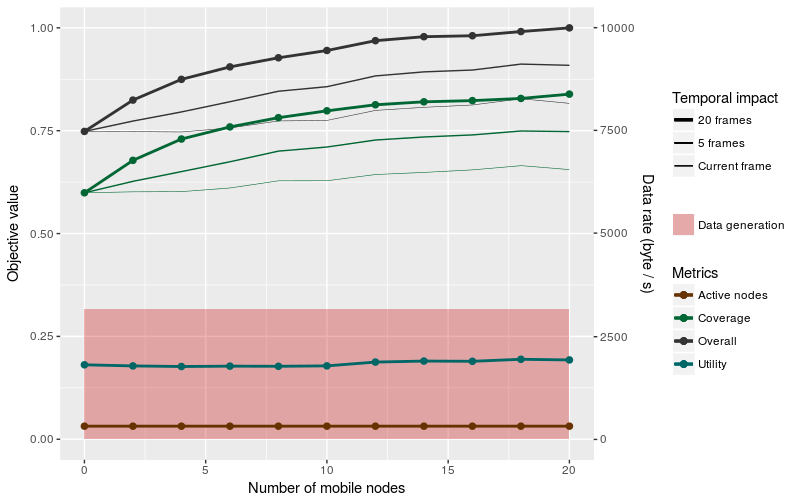 1.00
0.75
0.50
0.25
0.00
Objective value
0
5
10
15
20
Number of mobile nodes
10000
7500
5000
2500
0
Data rate (byte / s)
Temporal impact
20 frames
5 frames
Current frame
Data generation
Metrics
Active nodes
Coverage
Overall
Utility